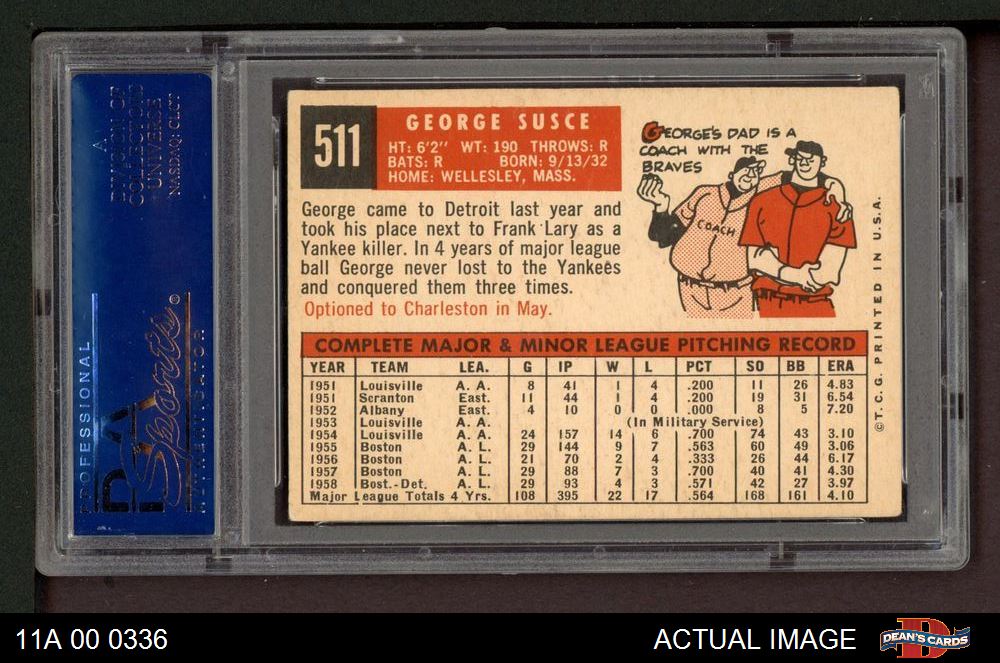 A
DIVISION OF
COLLECTORS
UNIVERSE
NASDAQ: CLCT
PROFESSIONAL
PSA
Sports
®
AUTHENTICATOR
511
GEORGE SUSCE
HT: 6'2" WT: 190 THROWS: R
BATS: R BORN: 9/13/32
HOME: WELLESLEY, MASS.
George came to Detroit last year and
took his place next to Frank Lary as a
Yankee killer. In 4 years of major league
ball George never lost to the Yankees
and conquered them three times.
Optioned to Charleston in May.
GEORGE'S DAD IS A
COACH WITH THE
BRAVES
COACH
©T.C.G. PRINTED IN U.S.A.
COMPLETE MAJOR & MINOR LEAGUE PITCHING RECORD
YEAR TEAM LEA. G IP W L PCT SO BB ERA
1951 Louisville A. A. 8 41 1 4 .200 11 26 4.83
1951 Scranton East. 11 44 1 4 .200 19 31 6.54
1952 Albany East. 4 10 0 0 .000 8 5 7.20
1953 Louisville A. A. (In Military Service)
1954 Louisville A. A. 24 157 14 6 .700 74 43 3.10
1955 Boston A. L. 29 144 9 7 .563 60 49 3.06
1956 Boston A. L. 21 70 2 4 .333 26 44 6.17
1957 Boston A. L. 29 88 7 3 .700 40 41 4.30
1958 Bost.-Det. A. L. 29 93 4 3 .571 42 27 3.97
Major League Totals 4 Yrs. 108 395 22 17 .564 168 161 4.10
11A 00 0336
ACTUAL IMAGE
DEAN'S CARDS